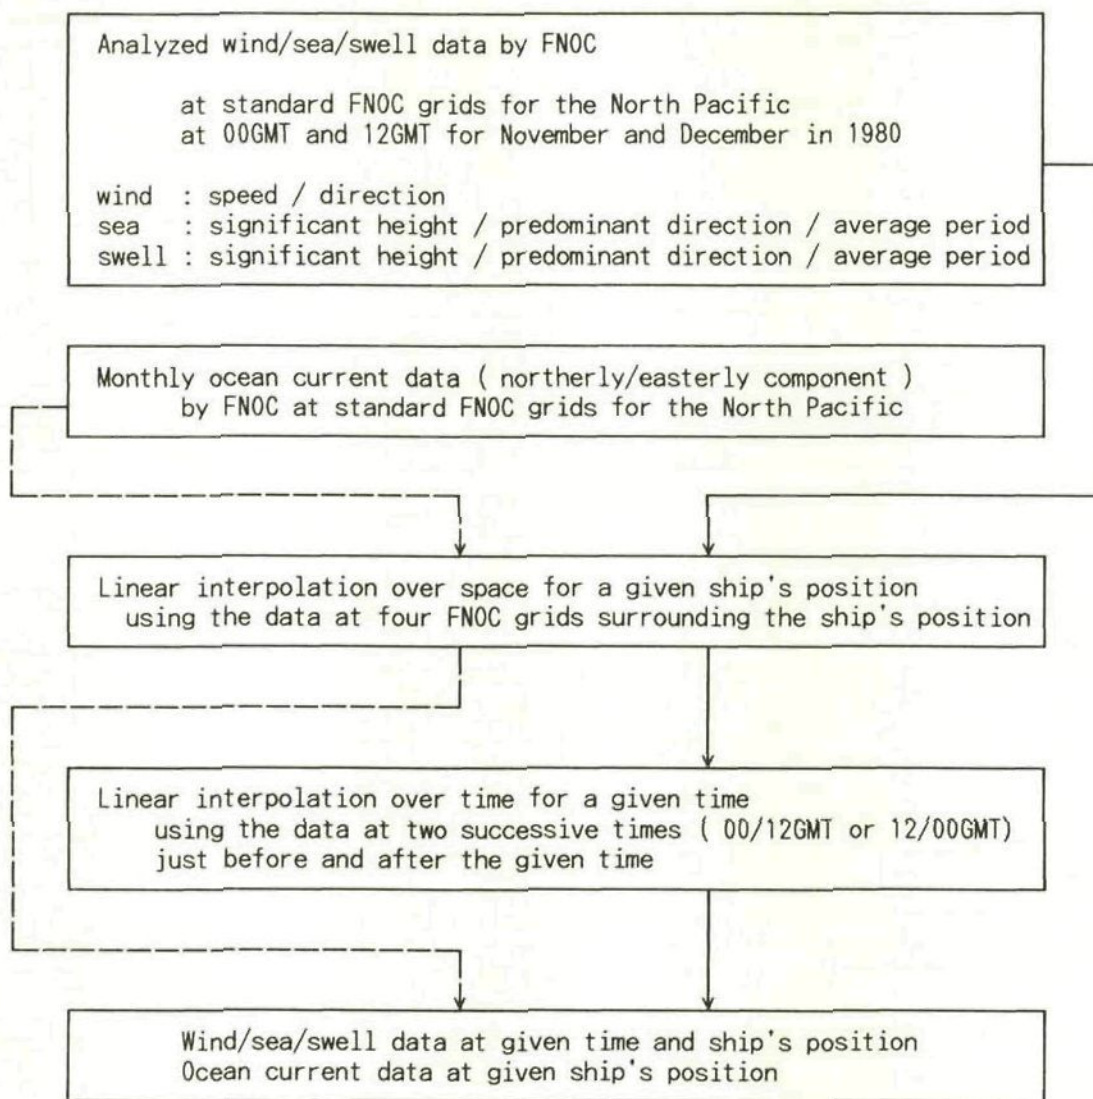 Analyzed wind/sea/swell data by FNOC
at standard FNOC grids for the North Pacific
at 00GMT and 12GMT for November and December in 1980
wind : speed / direction
sea : significant height / predominant direction / average period
swell : significant height / predominant direction / average period
Monthly ocean current data ( northerly/easterly component )
by FNOC at standard FNOC grids for the North Pacific
Linear interpolation over space for a given ship's position
using the data at four FNOC grids surrounding the ship's position
Linear interpolation over time for a given time
using the data at two successive times ( 00/12GMT or 12/00GMT)
just before and after the given time
Wind/sea/swell data at given time and ship's position
Ocean current data at given ship's position